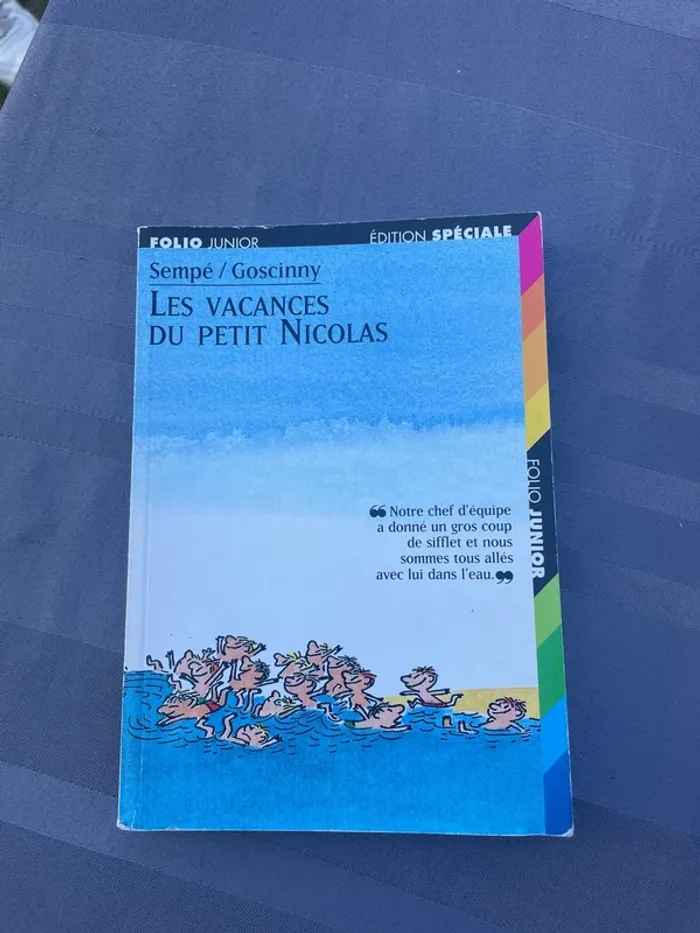 FOLIO JUNIOR
ÉDITION SPÉCIALE
Sempé / Goscinny
LES VACANCES
DU PETIT NICOLAS
❝Notre chef d'équipe
a donné un gros coup
de sifflet et nous
sommes tous allés
avec lui dans l'eau.❞
FOLIO JUNIOR